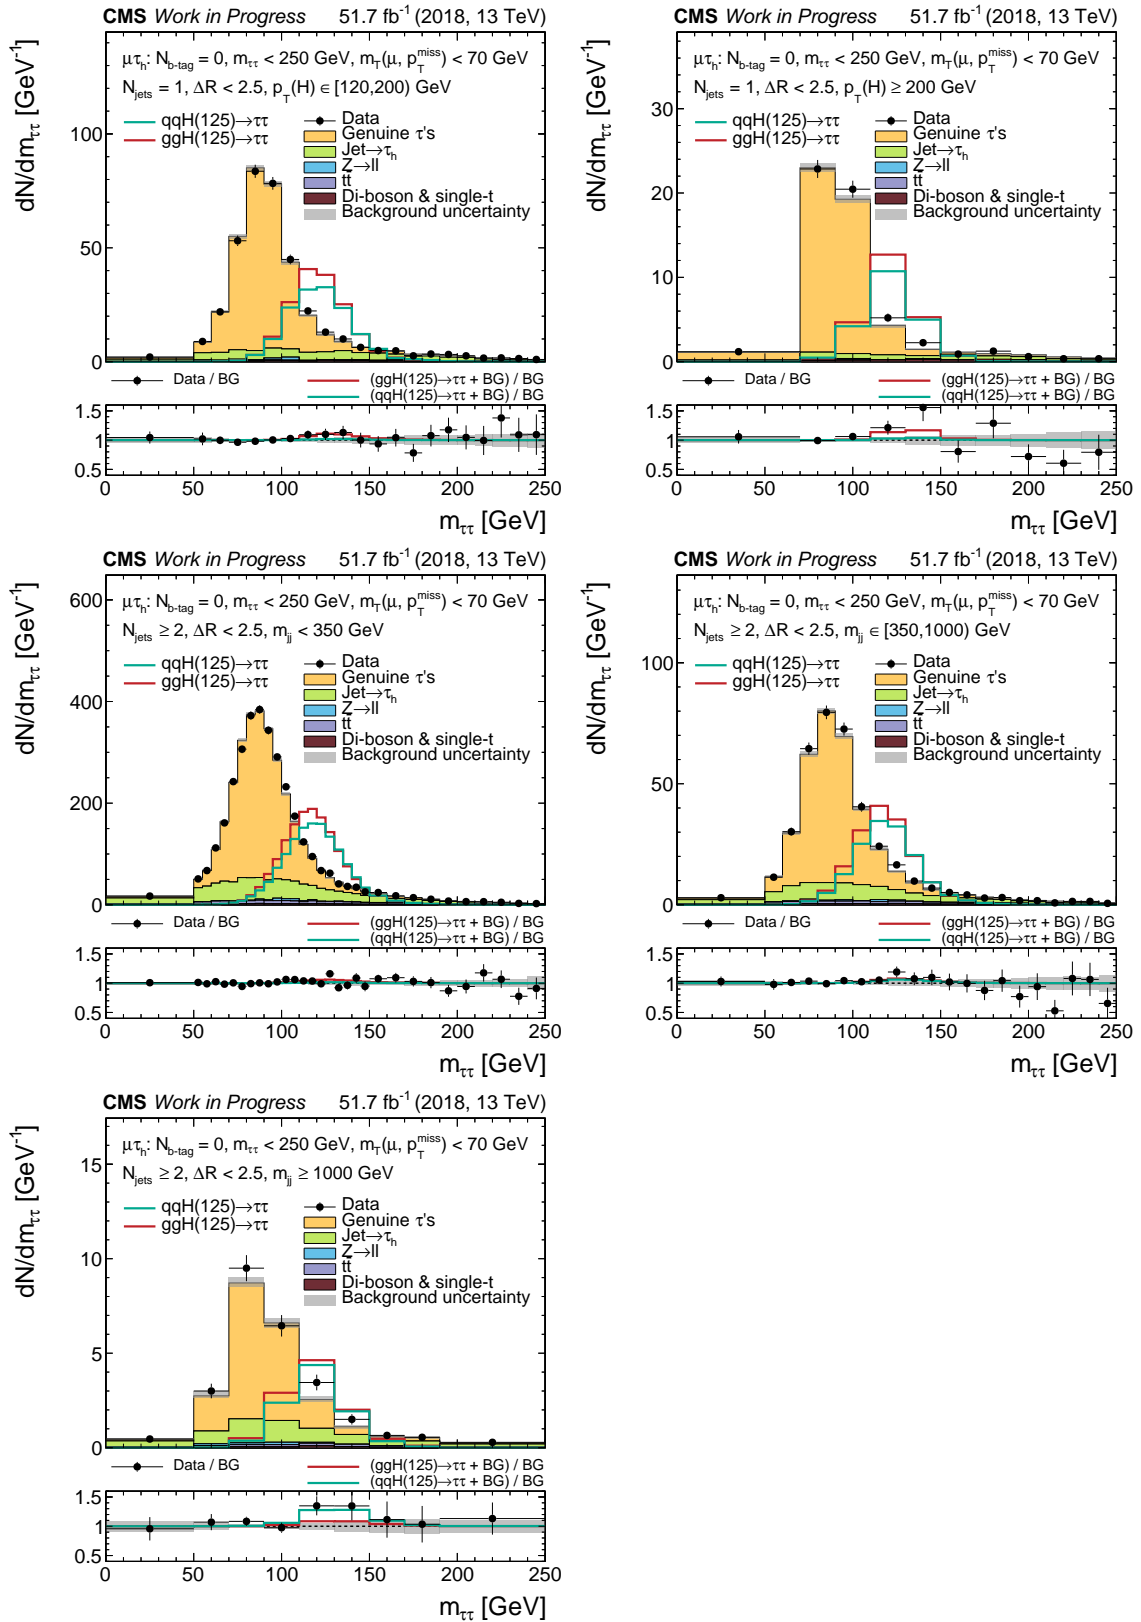 CMS Work in Progress 51.7 fb-1 (2018, 13 TeV)
dN/dmττ [GeV-1]
μτh: Nb-tag = 0, mττ < 250 GeV, mT(μ, pTmiss) < 70 GeV
Njets = 1, ΔR < 2.5, pT(H) ∈ [120,200) GeV
qqH(125)→ττ
ggH(125)→ττ
Data
Genuine τ's
Jet→τh
Z→ll
tt̄
Di-boson & single-t
Background uncertainty
100
50
0
Data / BG
(ggH(125)→ττ + BG) / BG
(qqH(125)→ττ + BG) / BG
1.5
1
0.5
0 50 100 150 200 250
mττ [GeV]
CMS Work in Progress 51.7 fb-1 (2018, 13 TeV)
dN/dmττ [GeV-1]
μτh: Nb-tag = 0, mττ < 250 GeV, mT(μ, pTmiss) < 70 GeV
Njets = 1, ΔR < 2.5, pT(H) ≥ 200 GeV
qqH(125)→ττ
ggH(125)→ττ
Data
Genuine τ's
Jet→τh
Z→ll
tt̄
Di-boson & single-t
Background uncertainty
30
20
10
0
Data / BG
(ggH(125)→ττ + BG) / BG
(qqH(125)→ττ + BG) / BG
1.5
1
0.5
0 50 100 150 200 250
mττ [GeV]
CMS Work in Progress 51.7 fb-1 (2018, 13 TeV)
dN/dmττ [GeV-1]
μτh: Nb-tag = 0, mττ < 250 GeV, mT(μ, pTmiss) < 70 GeV
Njets ≥ 2, ΔR < 2.5, mjj < 350 GeV
qqH(125)→ττ
ggH(125)→ττ
Data
Genuine τ's
Jet→τh
Z→ll
tt̄
Di-boson & single-t
Background uncertainty
600
400
200
0
Data / BG
(ggH(125)→ττ + BG) / BG
(qqH(125)→ττ + BG) / BG
1.5
1
0.5
0 50 100 150 200 250
mττ [GeV]
CMS Work in Progress 51.7 fb-1 (2018, 13 TeV)
dN/dmττ [GeV-1]
μτh: Nb-tag = 0, mττ < 250 GeV, mT(μ, pTmiss) < 70 GeV
Njets ≥ 2, ΔR < 2.5, mjj ∈ [350,1000) GeV
qqH(125)→ττ
ggH(125)→ττ
Data
Genuine τ's
Jet→τh
Z→ll
tt̄
Di-boson & single-t
Background uncertainty
100
50
0
Data / BG
(ggH(125)→ττ + BG) / BG
(qqH(125)→ττ + BG) / BG
1.5
1
0.5
0 50 100 150 200 250
mττ [GeV]
CMS Work in Progress 51.7 fb-1 (2018, 13 TeV)
dN/dmττ [GeV-1]
μτh: Nb-tag = 0, mττ < 250 GeV, mT(μ, pTmiss) < 70 GeV
Njets ≥ 2, ΔR < 2.5, mjj ≥ 1000 GeV
qqH(125)→ττ
ggH(125)→ττ
Data
Genuine τ's
Jet→τh
Z→ll
tt̄
Di-boson & single-t
Background uncertainty
15
10
5
0
Data / BG
(ggH(125)→ττ + BG) / BG
(qqH(125)→ττ + BG) / BG
1.5
1
0.5
0 50 100 150 200 250
mττ [GeV]